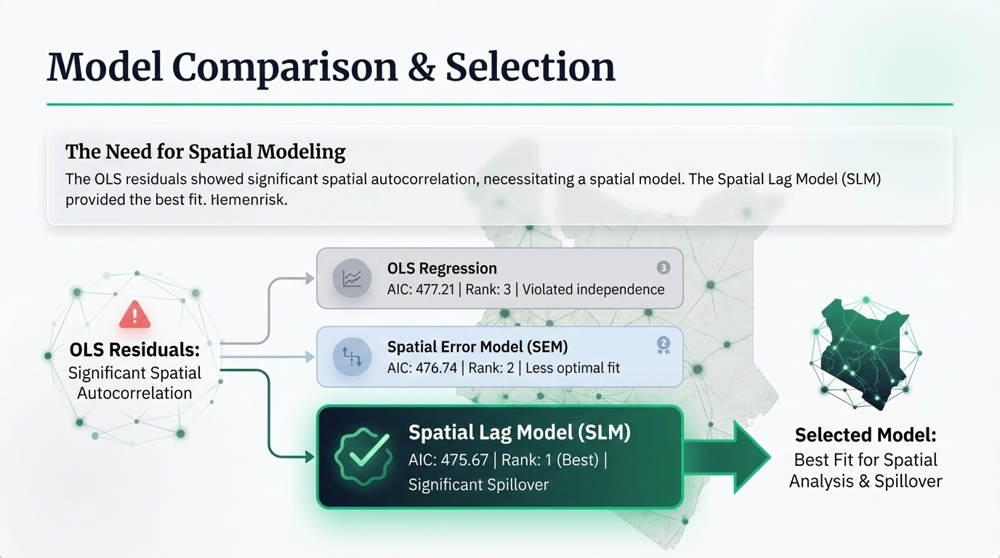 Model Comparison & Selection
The Need for Spatial Modeling
The OLS residuals showed significant spatial autocorrelation, necessitating a spatial model. The Spatial Lag Model (SLM)
provided the best fit. Hemenrisk.
OLS Residuals:
Significant Spatial
Autocorrelation
OLS Regression
3
AIC: 477.21 | Rank: 3 | Violated independence
Spatial Error Model (SEM)
2
AIC: 476.74 | Rank: 2 | Less optimal fit
Spatial Lag Model (SLM)
AIC: 475.67 | Rank: 1 (Best) |
Significant Spillover
Selected Model:
Best Fit for Spatial
Analysis & Spillover